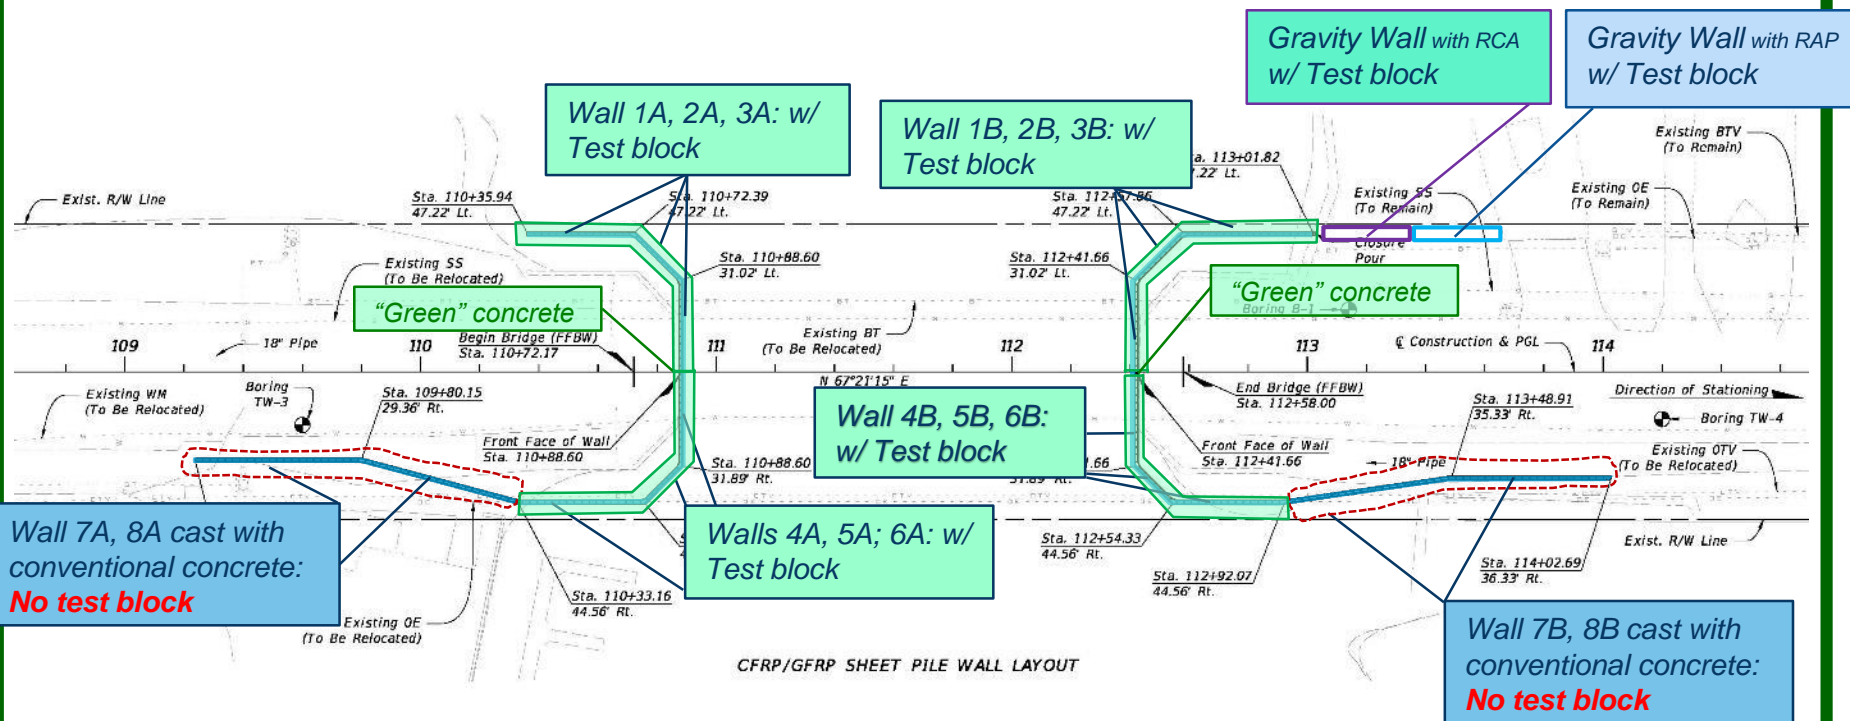 Gravity Wall with RCA
w/ Test block
Gravity Wall with RAP
w/ Test block
Wall 1A, 2A, 3A: w/
Test block
Wall 1B, 2B, 3B: w/
Test block
Existing BTV
(To Remain)
113+01.82
Exist. R/W Line
Sta. 110+35.94
47.22' Lt.
Sta. 110+72.39
47.22' Lt.
47.22' Lt.
Existing SS
(To Remain)
Existing OE
(To Remain)
Closure
Pour
Existing SS
(To Be Relocated)
Sta. 110+88.60
31.02' Lt.
Sta. 112+41.66
31.02' Lt.
"Green" concrete
"Green" concrete
Boring B-1
Begin Bridge (FFBW)
Sta. 110+72.17
Existing BT
(To Be Relocated)
18" Pipe
109
110
111
112
113
114
℄ Construction & PGL
N 67°21'15" E
Existing WM
(To Be Relocated)
Boring
TW-3
Sta. 109+80.15
29.36' Rt.
End Bridge (FFBW)
Sta. 112+58.00
Direction of Stationing
Sta. 113+48.91
35.33' Rt.
Boring TW-4
Wall 4B, 5B, 6B:
w/ Test block
Front Face of Wall
Sta. 110+88.60
Front Face of Wall
Sta. 112+41.66
Sta. 110+88.60
31.89' Rt.
31.89' Rt.
18" Pipe
Existing OTV
(To Be Relocated)
Wall 7A, 8A cast with
conventional concrete:
No test block
Walls 4A, 5A; 6A: w/
Test block
Sta. 112+54.33
44.56' Rt.
Exist. R/W Line
Sta. 112+92.07
44.56' Rt.
Sta. 114+02.69
36.33' Rt.
Sta. 110+33.16
44.56' Rt.
Existing OE
(To Be Relocated)
Wall 7B, 8B cast with
conventional concrete:
No test block
CFRP/GFRP SHEET PILE WALL LAYOUT